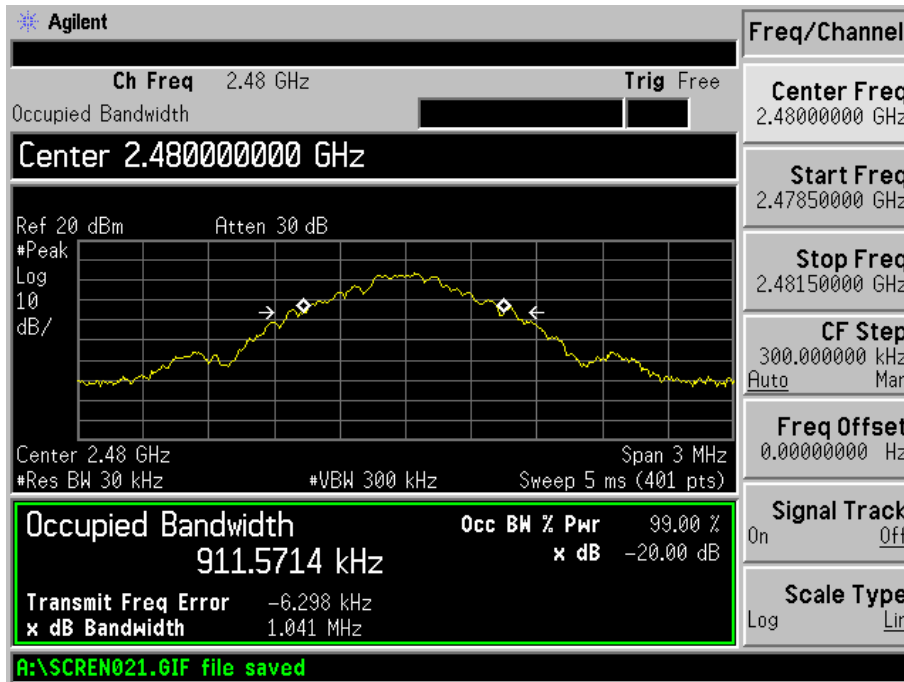 Agilent
Ch Freq 2.48 GHz Trig Free
Occupied Bandwidth
Center 2.480000000 GHz
Ref 20 dBm Atten 30 dB
#Peak
Log
10
dB/
Center 2.48 GHz Span 3 MHz
#Res BW 30 kHz #VBW 300 kHz Sweep 5 ms (401 pts)
Occupied Bandwidth
911.5714 kHz
Occ BW % Pwr 99.00 %
x dB -20.00 dB
Transmit Freq Error -6.298 kHz
x dB Bandwidth 1.041 MHz
A:\SCREN021.GIF file saved
Freq/Channel
Center Freq
2.48000000 GHz
Start Freq
2.47850000 GHz
Stop Freq
2.48150000 GHz
CF Step
300.000000 kHz
Auto Man
Freq Offset
0.00000000 Hz
Signal Track
On Off
Scale Type
Log Lin